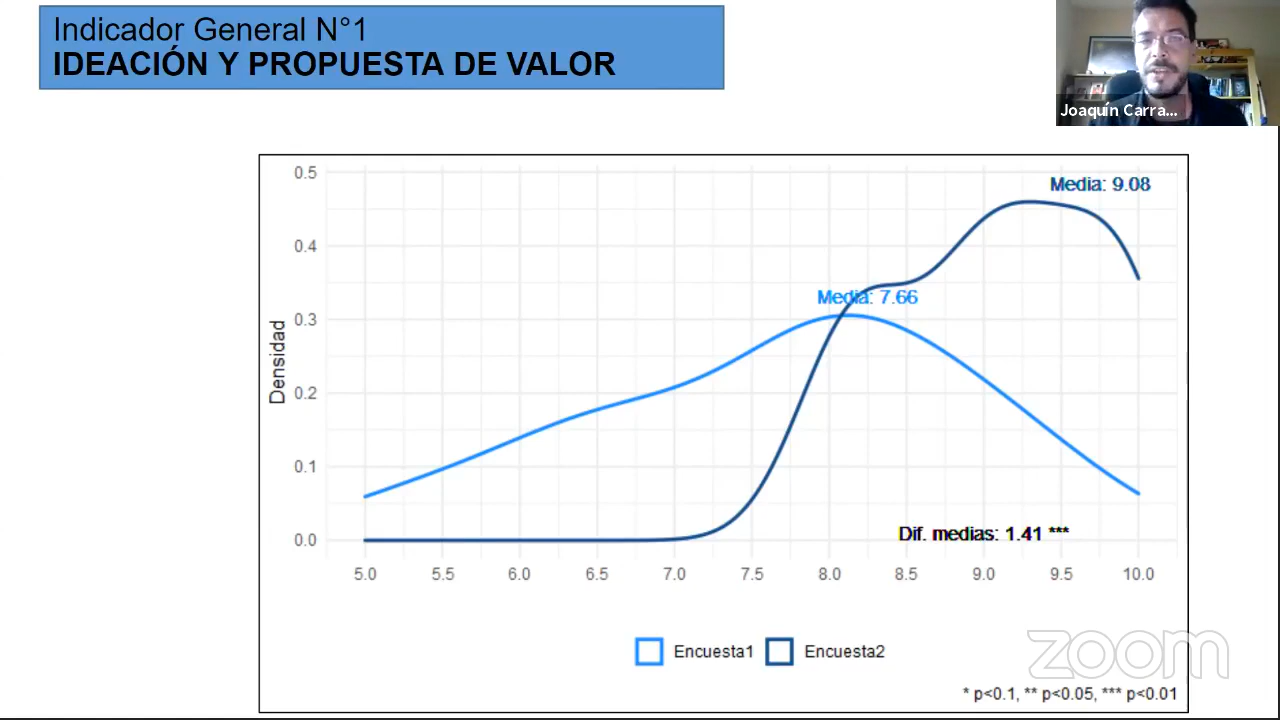 Indicador General N°1
IDEACIÓN Y PROPUESTA DE VALOR
Joaquín Carra...
0.5
0.4
0.3
0.2
0.1
0.0
Densidad
Media: 9.08
Media: 7.66
Dif. medias: 1.41 ***
5.0 5.5 6.0 6.5 7.0 7.5 8.0 8.5 9.0 9.5 10.0
Encuesta1 Encuesta2
* p<0.1, ** p<0.05, *** p<0.01
zoom